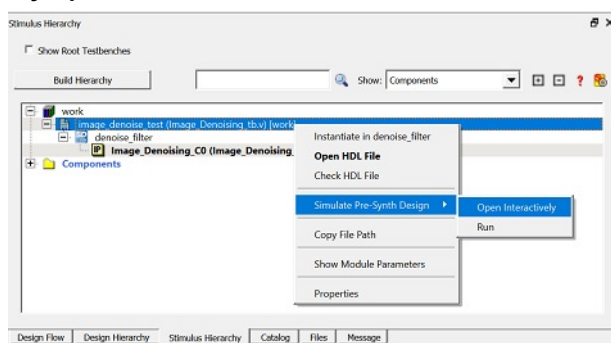 Stimulus Hierarchy
Show Root Testbenches
Build Hierarchy Show: Components
work
image_denoise_test (Image_Denoising_tb.v) [work]
denoise_filter
Image_Denoising_C0 (Image_Denoising
Components
Instantiate in denoise_filter
Open HDL File
Check HDL File
Simulate Pre-Synth Design
Open Interactively
Run
Copy File Path
Show Module Parameters
Properties
Design Flow Design Hierarchy Stimulus Hierarchy Catalog Files Message